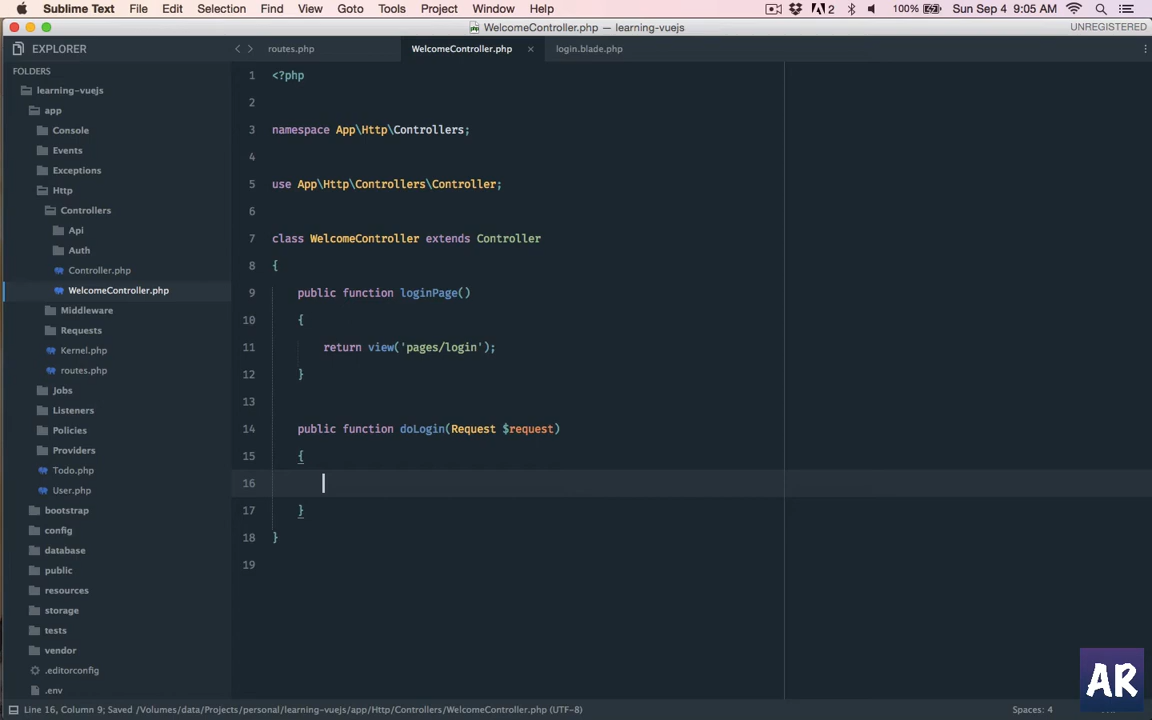 Sublime Text File Edit Selection Find View Goto Tools Project Window Help 2 100% Sun Sep 4 9:05 AM
WelcomeController.php — learning-vuejs UNREGISTERED
EXPLORER routes.php WelcomeController.php × login.blade.php
FOLDERS
learning-vuejs
app
Console
Events
Exceptions
Http
Controllers
Api
Auth
Controller.php
WelcomeController.php
Middleware
Requests
Kernel.php
routes.php
Jobs
Listeners
Policies
Providers
Todo.php
User.php
bootstrap
config
database
public
resources
storage
tests
vendor
.editorconfig
.env
1 <?php
2
3 namespace App\Http\Controllers;
4
5 use App\Http\Controllers\Controller;
6
7 class WelcomeController extends Controller
8 {
9 public function loginPage()
10 {
11 return view('pages/login');
12 }
13
14 public function doLogin(Request $request)
15 {
16
17 }
18 }
19
AR
Line 16, Column 9; Saved /Volumes/data/Projects/personal/learning-vuejs/app/Http/Controllers/WelcomeController.php (UTF-8) Spaces: 4